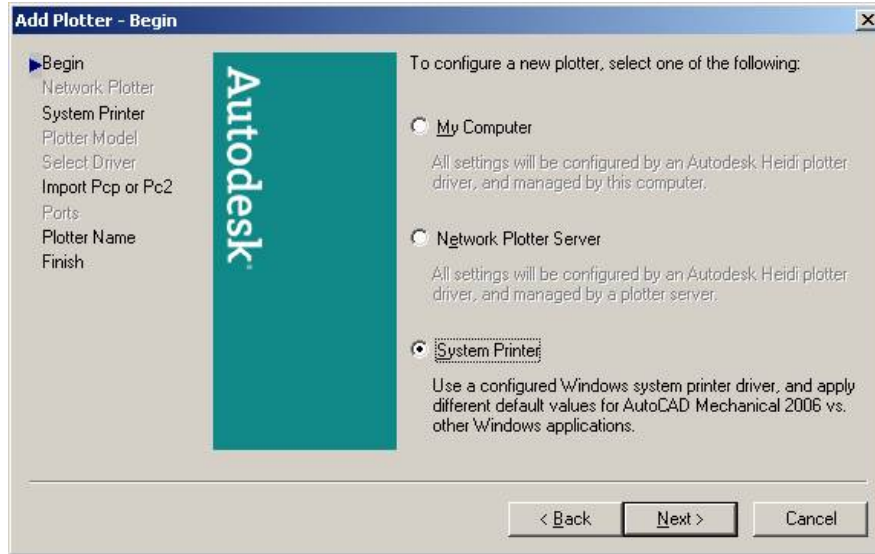 Add Plotter - Begin
Begin
Network Plotter
System Printer
Plotter Model
Select Driver
Import Pcp or Pc2
Ports
Plotter Name
Finish
Autodesk
To configure a new plotter, select one of the following:
My Computer
All settings will be configured by an Autodesk Heidi plotter
driver, and managed by this computer.
Network Plotter Server
All settings will be configured by an Autodesk Heidi plotter
driver, and managed by a plotter server.
System Printer
Use a configured Windows system printer driver, and apply
different default values for AutoCAD Mechanical 2006 vs.
other Windows applications.
< Back
Next >
Cancel